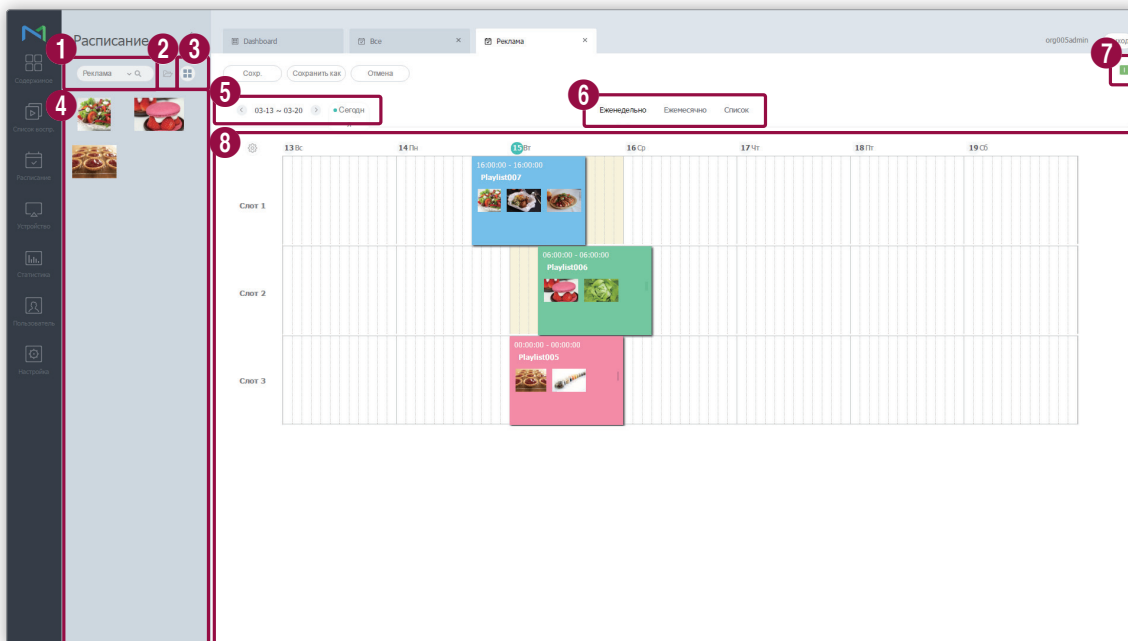 Расписание
1
2
3
Dashboard
Все
Реклама
org005admin
7
Реклама
Сохр.
Сохранить как
Отмена
4
5
03-13 ~ 03-20
Сегодн
6
Еженедельно
Ежемесячно
Список
8
13 Вс
14 Пн
15 Вт
16 Ср
17 Чт
18 Пт
19 Сб
Слот 1
16:00:00 - 16:00:00
Playlist007
Слот 2
06:00:00 - 06:00:00
Playlist006
Слот 3
00:00:00 - 00:00:00
Playlist005
Содержимое
Список воспр.
Расписание
Устройство
Статистика
Пользователь
Настройка